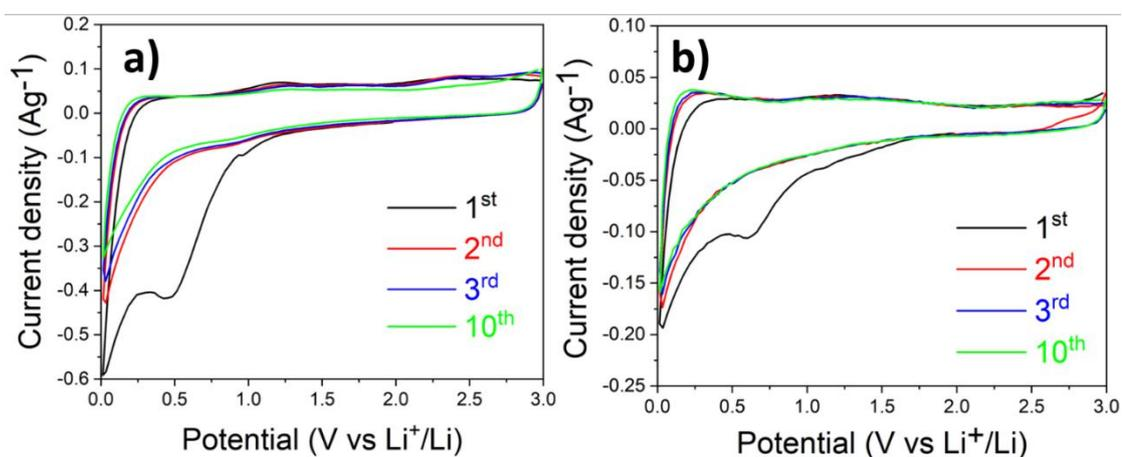 a)
Current density (Ag⁻¹)
0.2
0.1
0.0
-0.1
-0.2
-0.3
-0.4
-0.5
-0.6
1st
2nd
3rd
10th
0.0 0.5 1.0 1.5 2.0 2.5 3.0
Potential (V vs Li⁺/Li)
b)
Current density (Ag⁻¹)
0.10
0.05
0.00
-0.05
-0.10
-0.15
-0.20
-0.25
1st
2nd
3rd
10th
0.0 0.5 1.0 1.5 2.0 2.5 3.0
Potential (V vs Li+/Li)